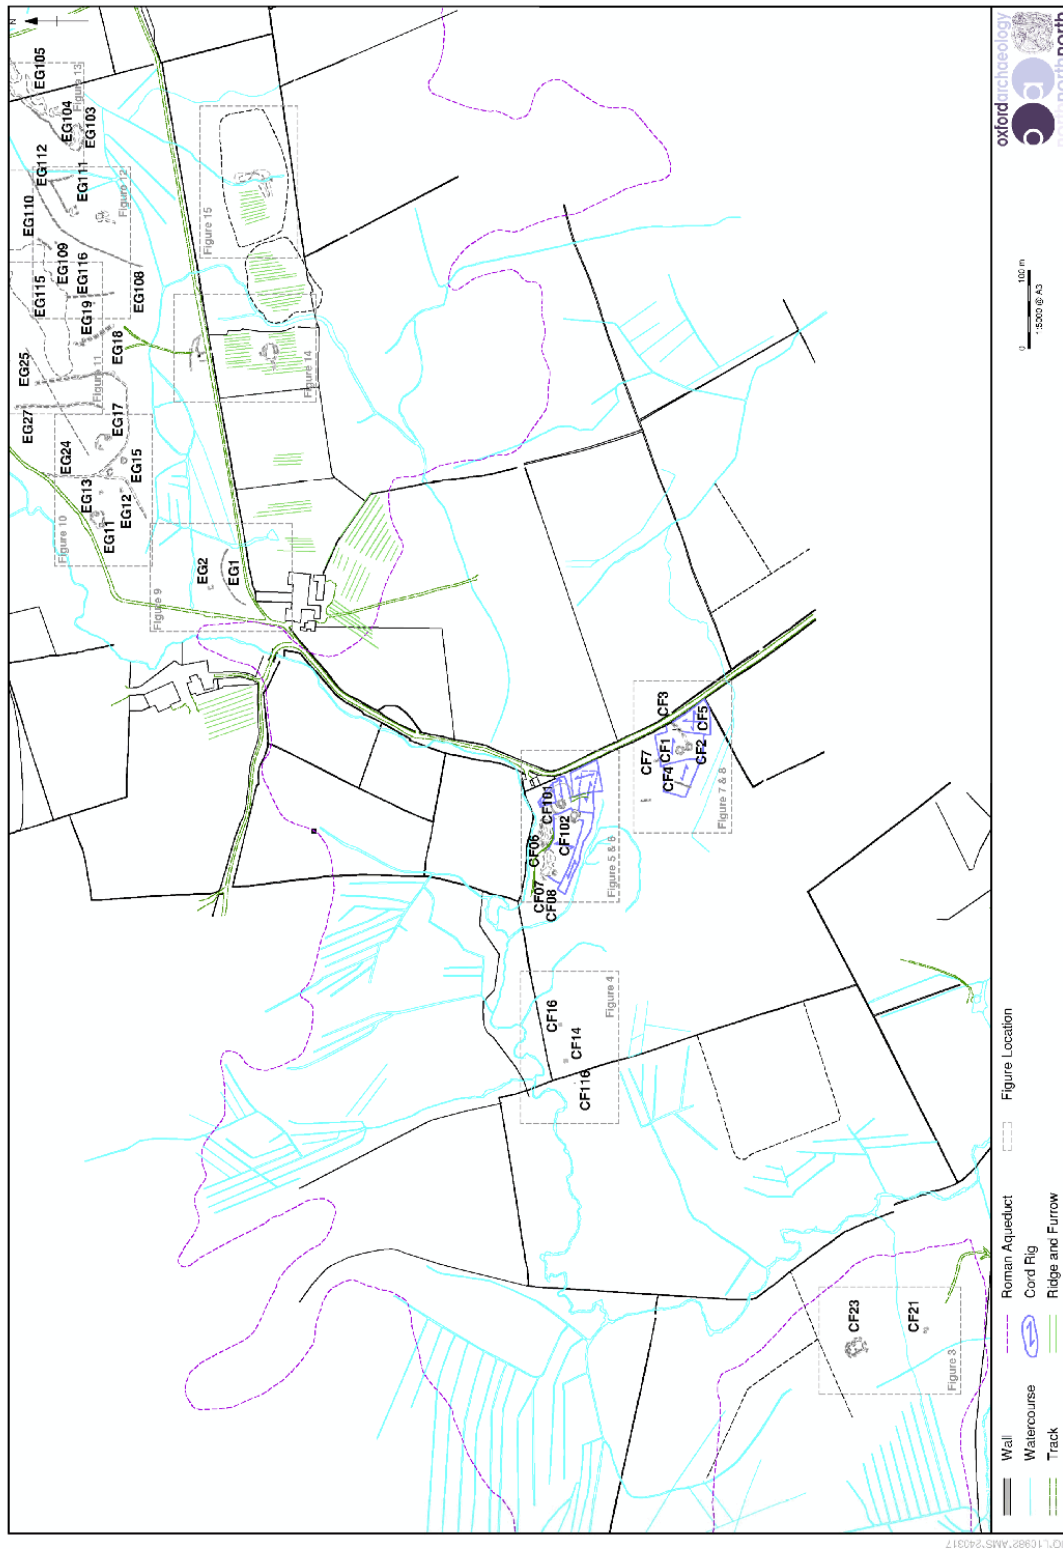 N
EG105
Figure 13
EG104
EG103
EG112
EG111
Figure 12
EG110
EG109
EG115
EG116
EG108
EG19
EG18
Figure 11
EG25
EG27
EG24
EG17
EG15
EG13
EG12
EG11
Figure 10
EG2
EG1
Figure 9
Figure 15
Figure 14
CF3
CF7
CF1
CF4
CF2
CF5
Figure 7 & 8
CF101
CF06
CF102
CF07
CF08
Figure 5 & 6
CF16
CF14
CF116
Figure 4
CF23
CF21
Figure 3
0 100 m
1:5000 @ A3
Wall
Watercourse
Track
Roman Aqueduct
Cord Rig
Ridge and Furrow
Figure Location
oxfordarchaeology
north